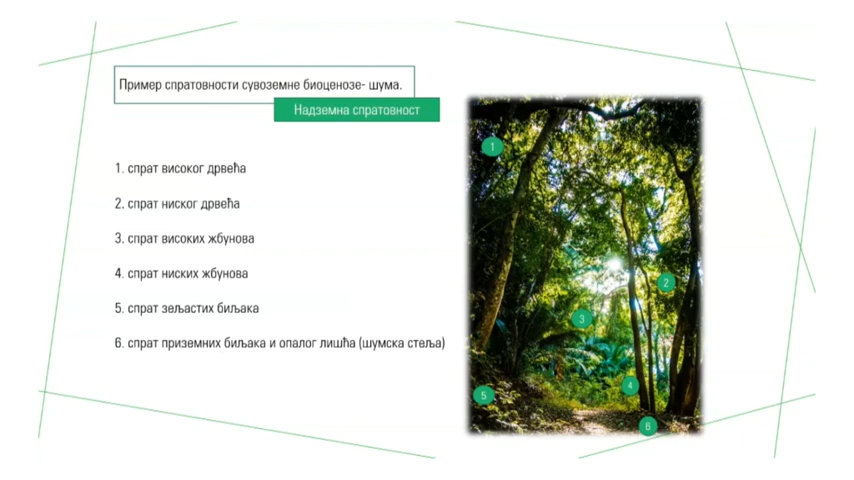 Пример спратовности сувоземне биоценозе- шума.
Надземна спратовност
1. спрат високог дрвећа
2. спрат ниског дрвећа
3. спрат високих жбунова
4. спрат ниских жбунова
5. спрат зељастих биљака
6. спрат приземних биљака и опалог лишћа (шумска стеља)
1
2
3
4
5
6